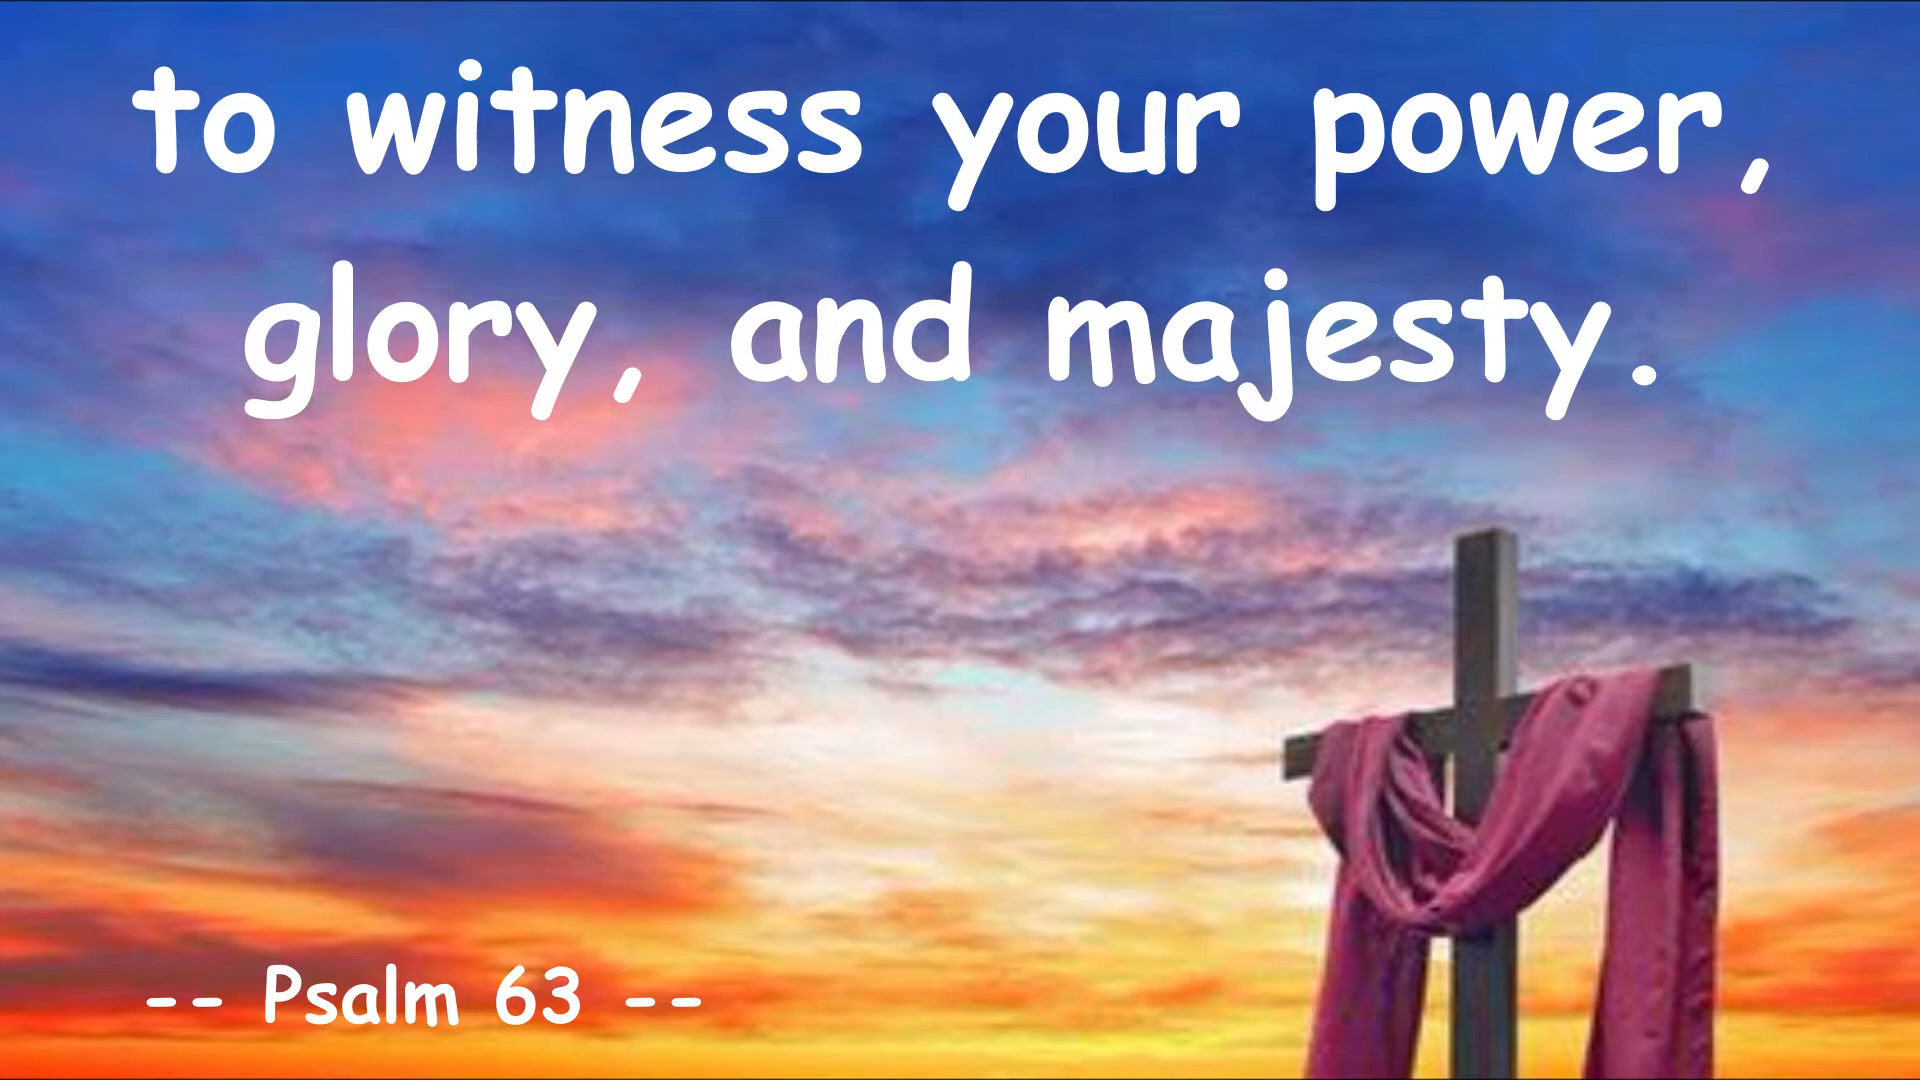 to witness your power,
glory, and majesty.
-- Psalm 63 --